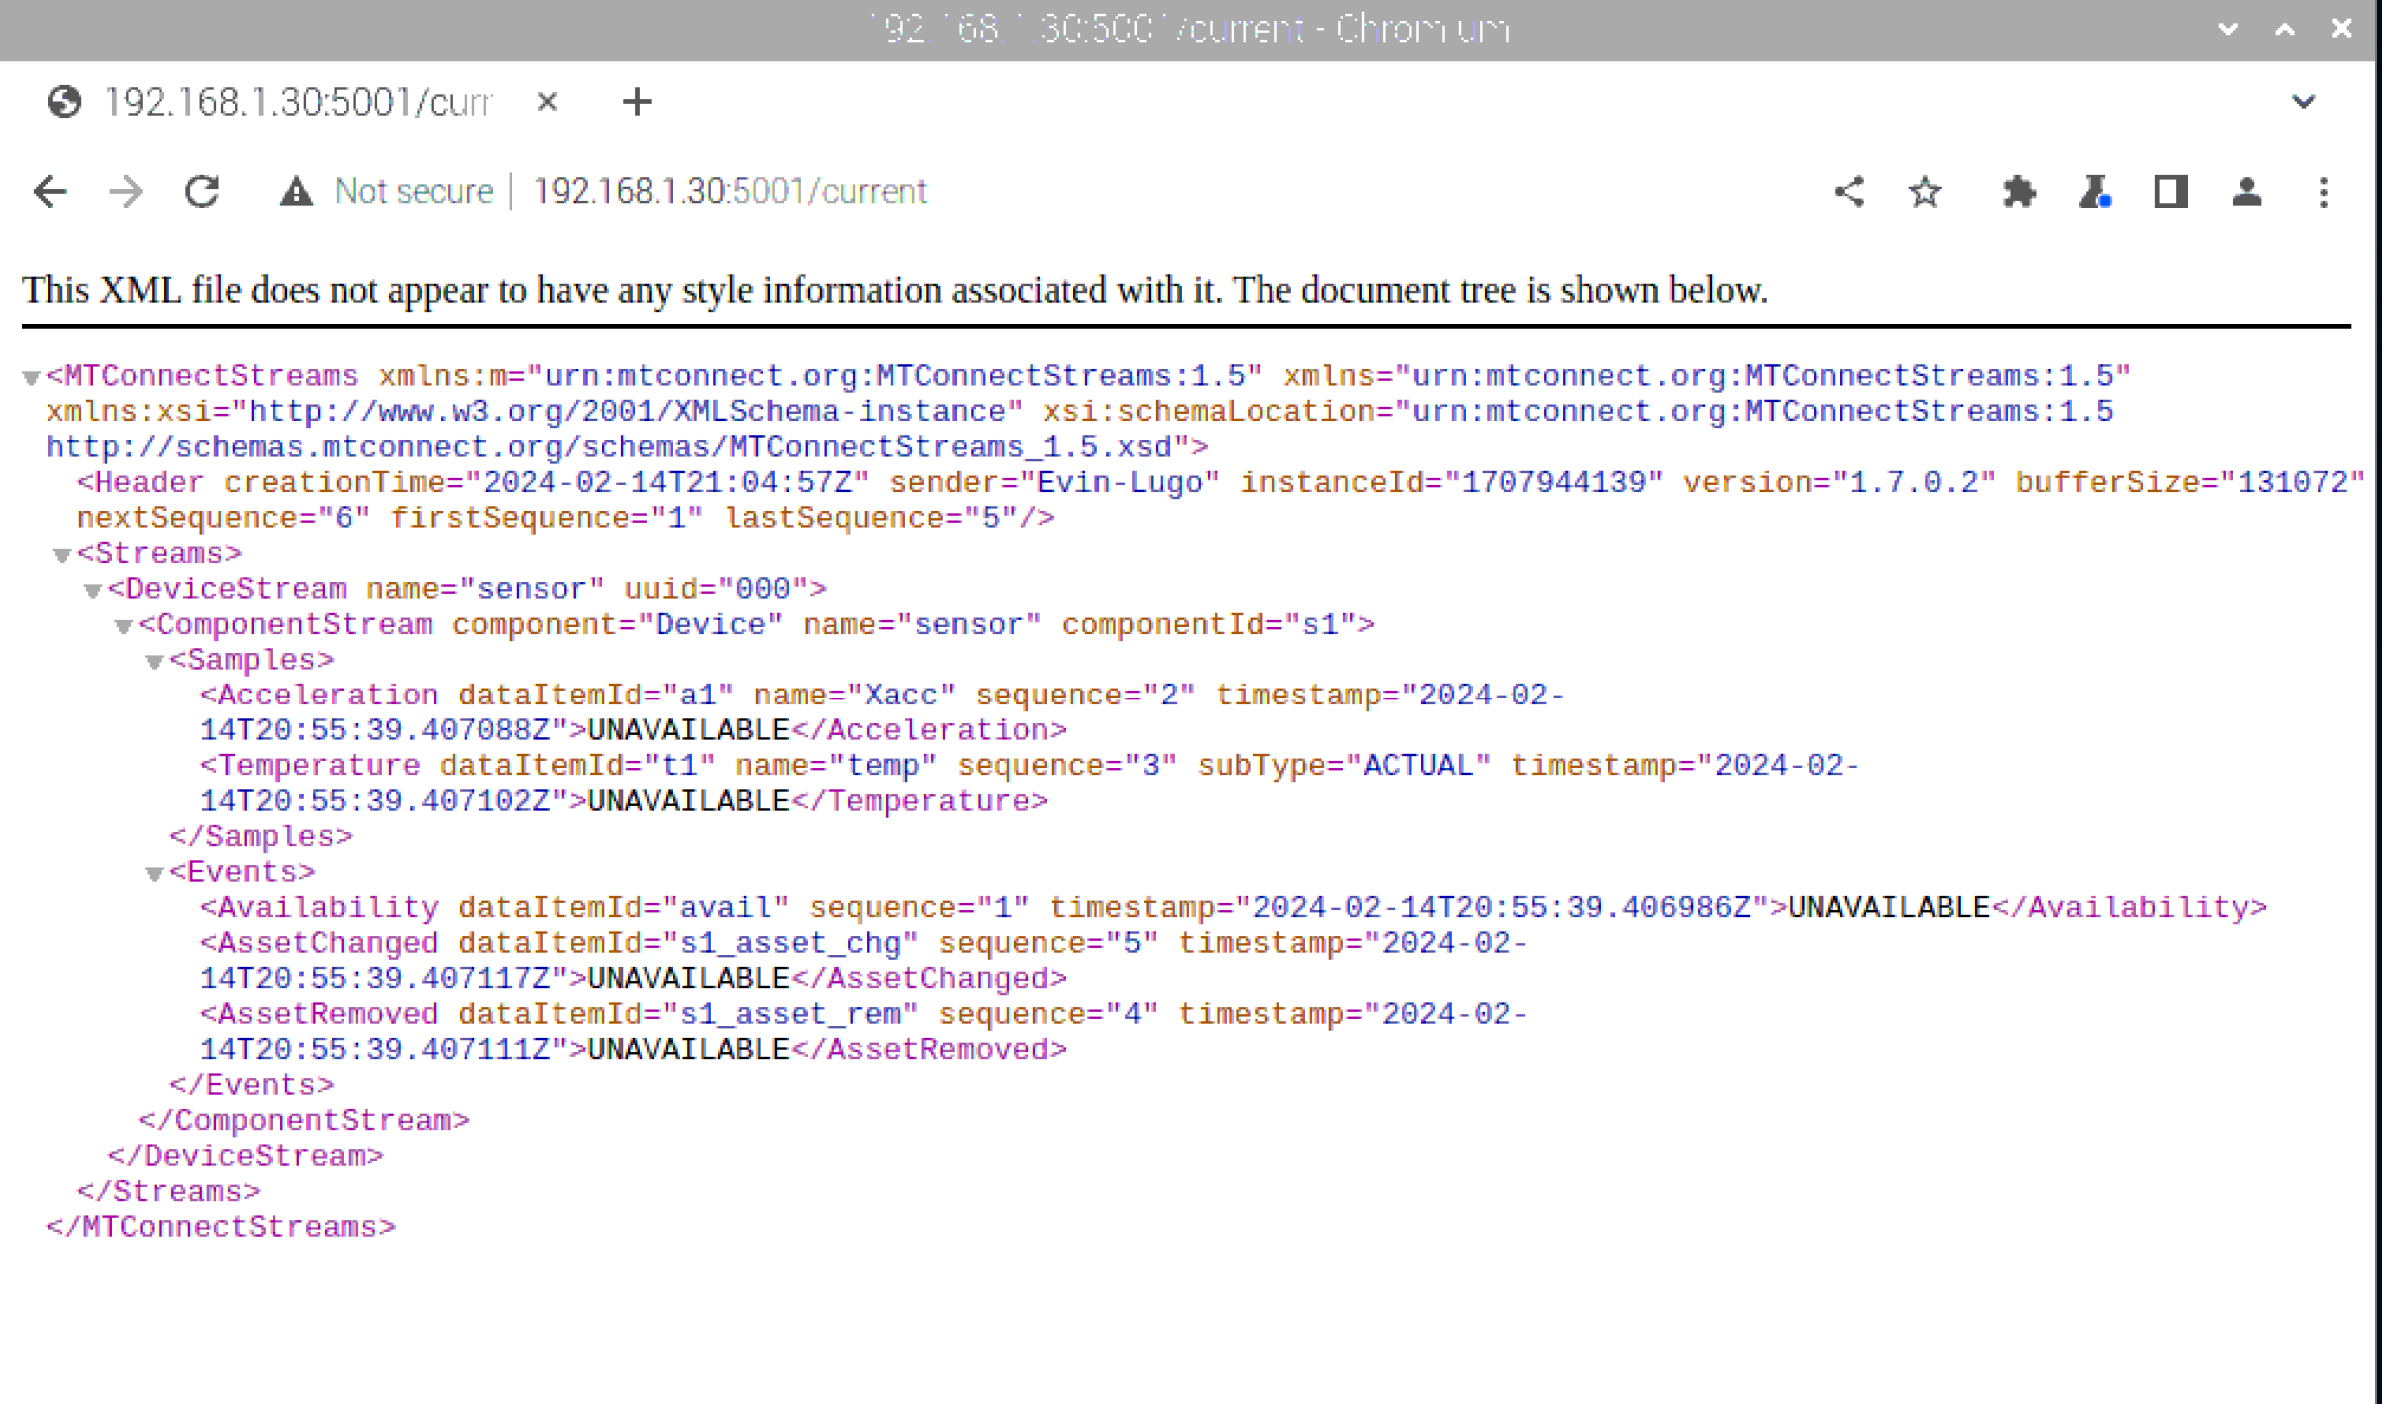 192.168.1.30:5001/current - Chromium
192.168.1.30:5001/curr
Not secure 192.168.1.30:5001/current
This XML file does not appear to have any style information associated with it. The document tree is shown below.
<MTConnectStreams xmlns:m="urn:mtconnect.org:MTConnectStreams:1.5" xmlns="urn:mtconnect.org:MTConnectStreams:1.5"
xmlns:xsi="http://www.w3.org/2001/XMLSchema-instance" xsi:schemaLocation="urn:mtconnect.org:MTConnectStreams:1.5
http://schemas.mtconnect.org/schemas/MTConnectStreams_1.5.xsd">
<Header creationTime="2024-02-14T21:04:57Z" sender="Evin-Lugo" instanceId="1707944139" version="1.7.0.2" bufferSize="131072"
nextSequence="6" firstSequence="1" lastSequence="5"/>
<Streams>
<DeviceStream name="sensor" uuid="000">
<ComponentStream component="Device" name="sensor" componentId="s1">
<Samples>
<Acceleration dataItemId="a1" name="Xacc" sequence="2" timestamp="2024-02-
14T20:55:39.407088Z">UNAVAILABLE</Acceleration>
<Temperature dataItemId="t1" name="temp" sequence="3" subType="ACTUAL" timestamp="2024-02-
14T20:55:39.407102Z">UNAVAILABLE</Temperature>
</Samples>
<Events>
<Availability dataItemId="avail" sequence="1" timestamp="2024-02-14T20:55:39.406986Z">UNAVAILABLE</Availability>
<AssetChanged dataItemId="s1_asset_chg" sequence="5" timestamp="2024-02-
14T20:55:39.407117Z">UNAVAILABLE</AssetChanged>
<AssetRemoved dataItemId="s1_asset_rem" sequence="4" timestamp="2024-02-
14T20:55:39.407111Z">UNAVAILABLE</AssetRemoved>
</Events>
</ComponentStream>
</DeviceStream>
</Streams>
</MTConnectStreams>